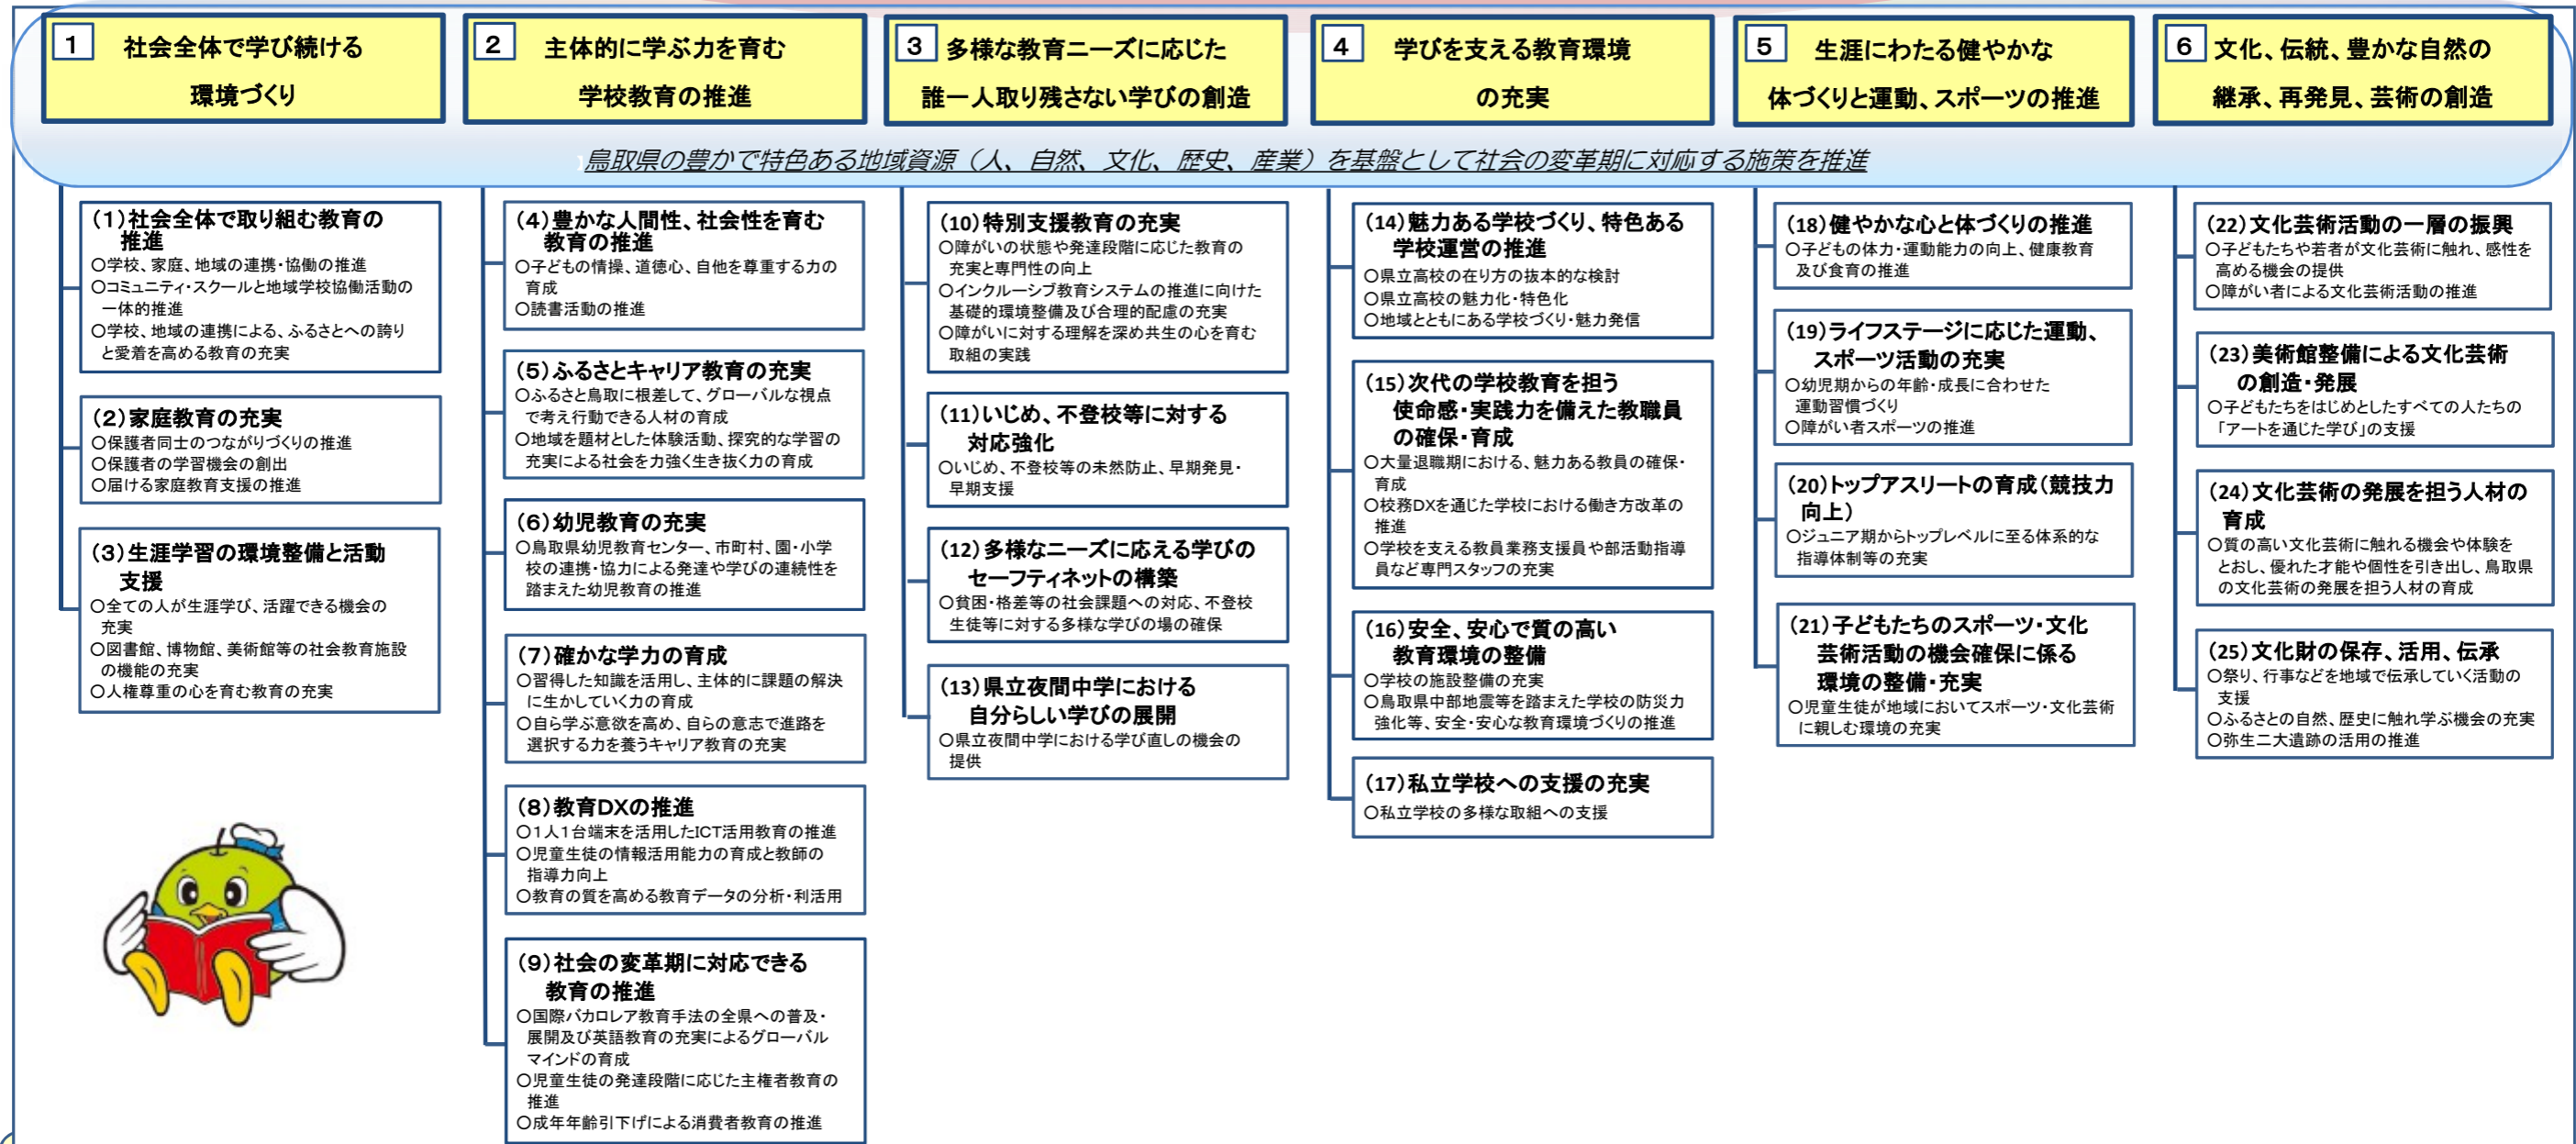 1 社会全体で学び続ける
環境づくり
2 主体的に学ぶ力を育む
学校教育の推進
3 多様な教育ニーズに応じた
誰一人取り残さない学びの創造
4 学びを支える教育環境
の充実
5 生涯にわたる健やかな
体づくりと運動、スポーツの推進
6 文化、伝統、豊かな自然の
継承、再発見、芸術の創造
鳥取県の豊かで特色ある地域資源（人、自然、文化、歴史、産業）を基盤として社会の変革期に対応する施策を推進
(1)社会全体で取り組む教育の
推進
○学校、家庭、地域の連携・協働の推進
○コミュニティ・スクールと地域学校協働活動の
一体的推進
○学校、地域の連携による、ふるさとへの誇り
と愛着を高める教育の充実
(2)家庭教育の充実
○保護者同士のつながりづくりの推進
○保護者の学習機会の創出
○届ける家庭教育支援の推進
(3)生涯学習の環境整備と活動
支援
○全ての人が生涯学び、活躍できる機会の
充実
○図書館、博物館、美術館等の社会教育施設
の機能の充実
○人権尊重の心を育む教育の充実
(4)豊かな人間性、社会性を育む
教育の推進
○子どもの情操、道徳心、自他を尊重する力の
育成
○読書活動の推進
(5)ふるさとキャリア教育の充実
○ふるさと鳥取に根差して、グローバルな視点
で考え行動できる人材の育成
○地域を題材とした体験活動、探究的な学習の
充実による社会を力強く生き抜く力の育成
(6)幼児教育の充実
○鳥取県幼児教育センター、市町村、園・小学
校の連携・協力による発達や学びの連続性を
踏まえた幼児教育の推進
(7)確かな学力の育成
○習得した知識を活用し、主体的に課題の解決
に生かしていく力の育成
○自ら学ぶ意欲を高め、自らの意志で進路を
選択する力を養うキャリア教育の充実
(8)教育DXの推進
○1人1台端末を活用したICT活用教育の推進
○児童生徒の情報活用能力の育成と教師の
指導力向上
○教育の質を高める教育データの分析・利活用
(9)社会の変革期に対応できる
教育の推進
○国際バカロレア教育手法の全県への普及・
展開及び英語教育の充実によるグローバル
マインドの育成
○児童生徒の発達段階に応じた主権者教育の
推進
○成年年齢引下げによる消費者教育の推進
(10)特別支援教育の充実
○障がいの状態や発達段階に応じた教育の
充実と専門性の向上
○インクルーシブ教育システムの推進に向けた
基礎的環境整備及び合理的配慮の充実
○障がいに対する理解を深め共生の心を育む
取組の実践
(11)いじめ、不登校等に対する
対応強化
○いじめ、不登校等の未然防止、早期発見・
早期支援
(12)多様なニーズに応える学びの
セーフティネットの構築
○貧困・格差等の社会課題への対応、不登校
生徒等に対する多様な学びの場の確保
(13)県立夜間中学における
自分らしい学びの展開
○県立夜間中学における学び直しの機会の
提供
(14)魅力ある学校づくり、特色ある
学校運営の推進
○県立高校の在り方の抜本的な検討
○県立高校の魅力化・特色化
○地域とともにある学校づくり・魅力発信
(15)次代の学校教育を担う
使命感・実践力を備えた教職員
の確保・育成
○大量退職期における、魅力ある教員の確保・
育成
○校務DXを通じた学校における働き方改革の
推進
○学校を支える教員業務支援員や部活動指導
員など専門スタッフの充実
(16)安全、安心で質の高い
教育環境の整備
○学校の施設整備の充実
○鳥取県中部地震等を踏まえた学校の防災力
強化等、安全・安心な教育環境づくりの推進
(17)私立学校への支援の充実
○私立学校の多様な取組への支援
(18)健やかな心と体づくりの推進
○子どもの体力・運動能力の向上、健康教育
及び食育の推進
(19)ライフステージに応じた運動、
スポーツ活動の充実
○幼児期からの年齢・成長に合わせた
運動習慣づくり
○障がい者スポーツの推進
(20)トップアスリートの育成(競技力
向上)
○ジュニア期からトップレベルに至る体系的な
指導体制等の充実
(21)子どもたちのスポーツ・文化
芸術活動の機会確保に係る
環境の整備・充実
○児童生徒が地域においてスポーツ・文化芸術
に親しむ環境の充実
(22)文化芸術活動の一層の振興
○子どもたちや若者が文化芸術に触れ、感性を
高める機会の提供
○障がい者による文化芸術活動の推進
(23)美術館整備による文化芸術
の創造・発展
○子どもたちをはじめとしたすべての人たちの
「アートを通じた学び」の支援
(24)文化芸術の発展を担う人材の
育成
○質の高い文化芸術に触れる機会や体験を
とおし、優れた才能や個性を引き出し、鳥取県
の文化芸術の発展を担う人材の育成
(25)文化財の保存、活用、伝承
○祭り、行事などを地域で伝承していく活動の
支援
○ふるさとの自然、歴史に触れ学ぶ機会の充実
○弥生二大遺跡の活用の推進